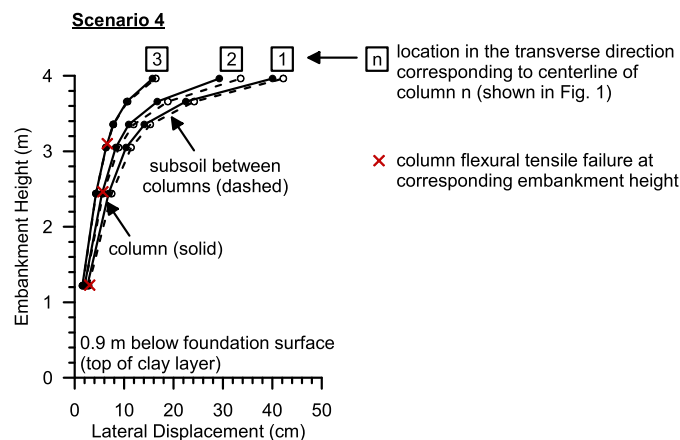 Scenario 4
3
2
1
n
location in the transverse direction
corresponding to centerline of
column n (shown in Fig. 1)
column flexural tensile failure at
corresponding embankment height
subsoil between
columns (dashed)
column (solid)
0.9 m below foundation surface
(top of clay layer)
Embankment Height (m)
4
3
2
1
0
0 10 20 30 40 50
Lateral Displacement (cm)